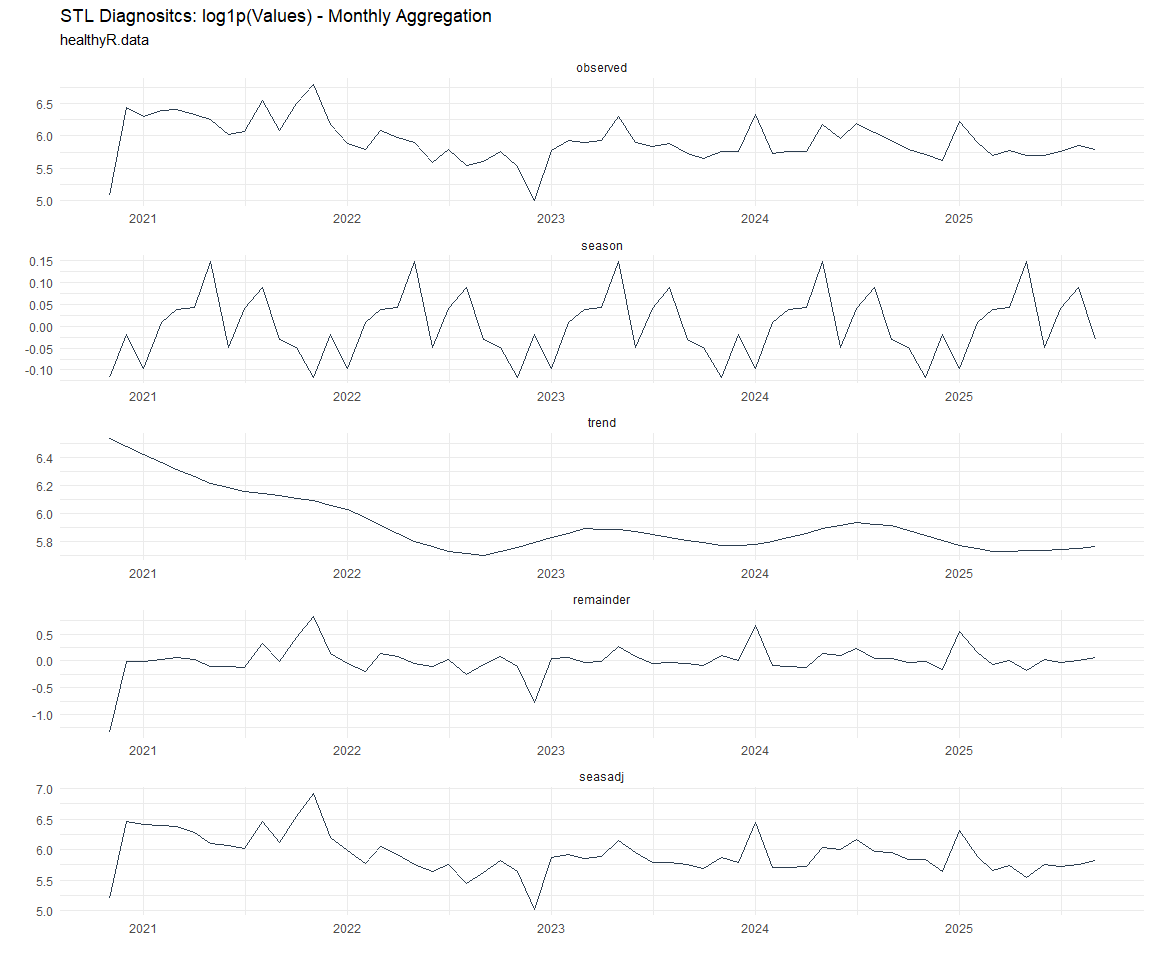 STL Diagnositcs: log1p(Values) - Monthly Aggregation
healthyR.data
observed
6.5
6.0
5.5
5.0
2021 2022 2023 2024 2025
season
0.15
0.10
0.05
0.00
-0.05
-0.10
2021 2022 2023 2024 2025
trend
6.4
6.2
6.0
5.8
2021 2022 2023 2024 2025
remainder
0.5
0.0
-0.5
-1.0
2021 2022 2023 2024 2025
seasadj
7.0
6.5
6.0
5.5
5.0
2021 2022 2023 2024 2025